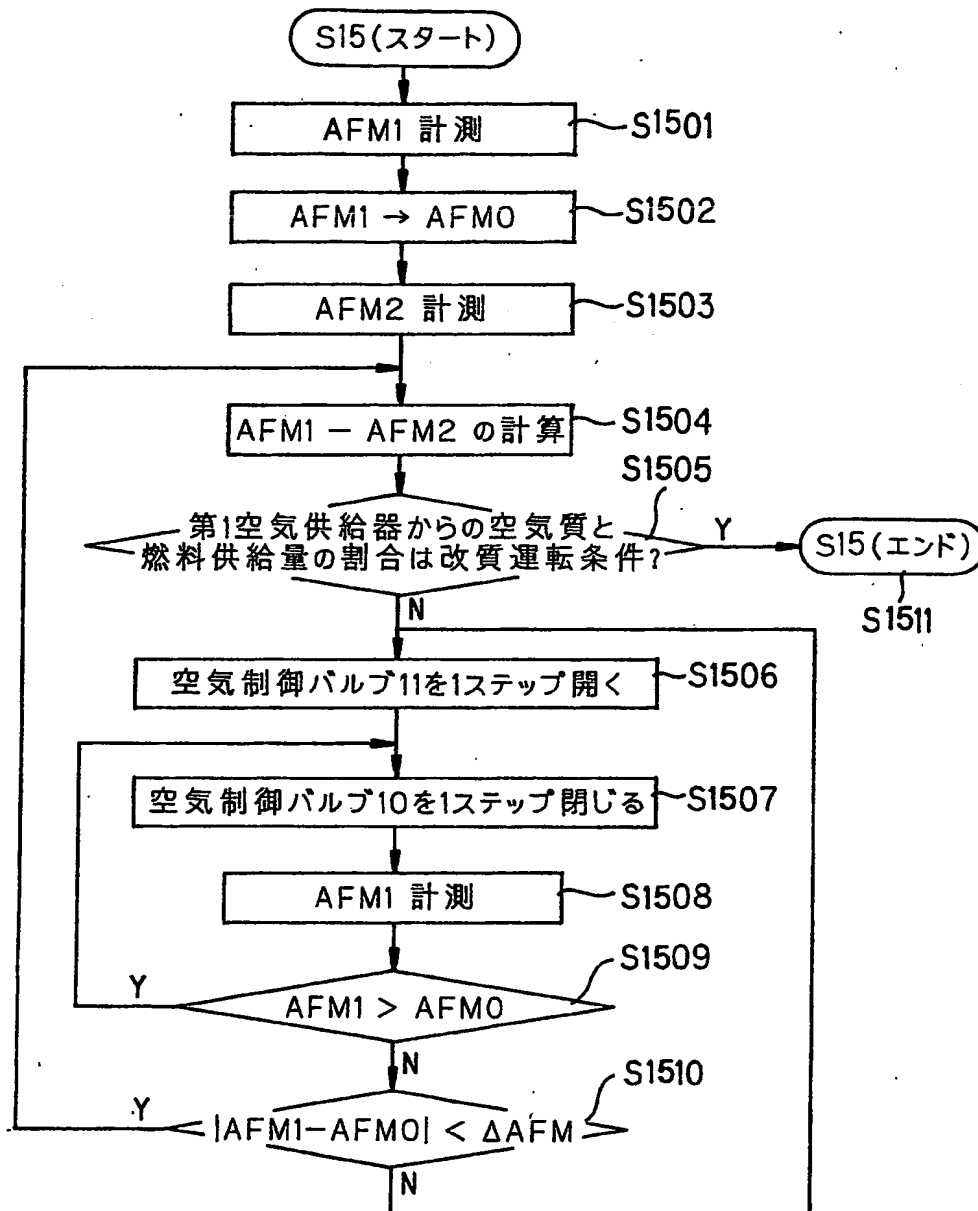 S15(スタート)
AFM1 計測
S1501
AFM1 → AFM0
S1502
AFM2 計測
S1503
AFM1 − AFM2 の計算
S1504
S1505
第1空気供給器からの空気質と
燃料供給量の割合は改質運転条件?
Y
S15(エンド)
S1511
N
空気制御バルブ11を1ステップ開く
S1506
空気制御バルブ10を1ステップ閉じる
S1507
AFM1 計測
S1508
S1509
Y
AFM1 > AFM0
N
S1510
Y
|AFM1−AFM0| < ΔAFM
N